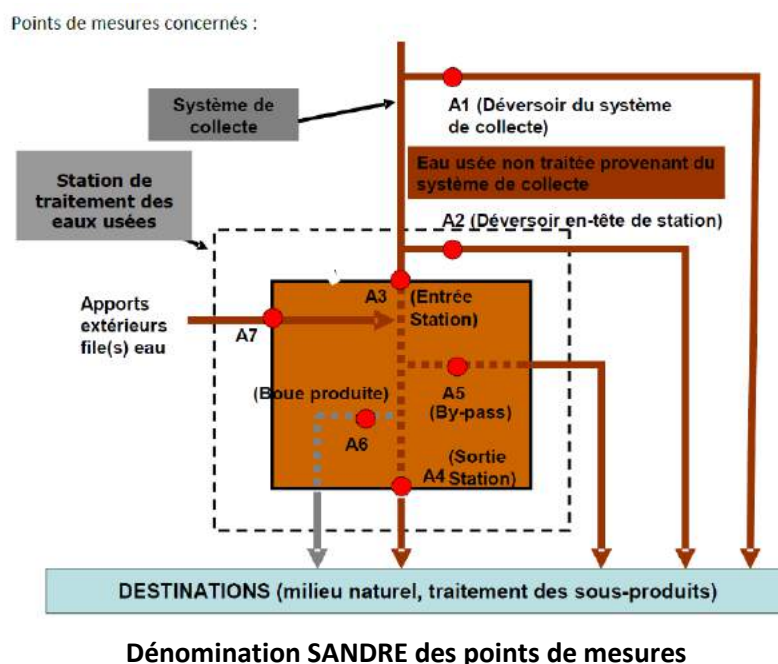 Points de mesures concernés :
Système de
collecte
A1 (Déversoir du système
de collecte)
Eau usée non traitée provenant du
système de collecte
Station de
traitement des
eaux usées
A2 (Déversoir en-tête de station)
A3 (Entrée
Station)
Apports
extérieurs
file(s) eau
A7
(Boue produite)
A5
(By-pass)
A6
(Sortie
A4 Station)
DESTINATIONS (milieu naturel, traitement des sous-produits)
Dénomination SANDRE des points de mesures